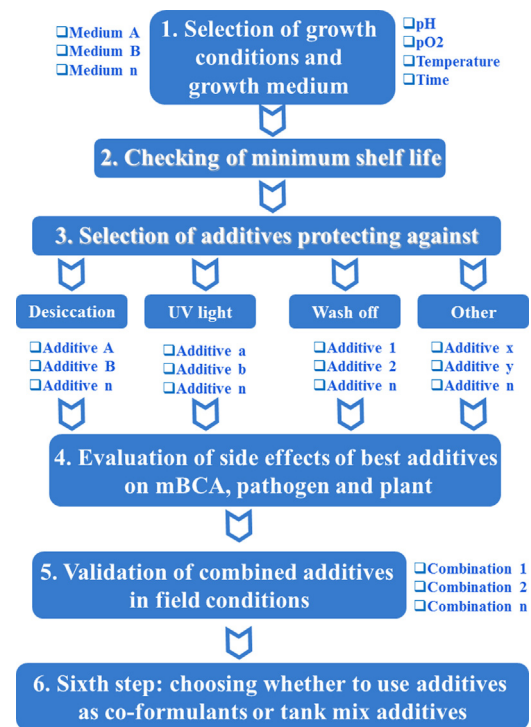 ❑Medium A
❑Medium B
❑Medium n
1. Selection of growth
conditions and
growth medium
❑pH
❑pO2
❑Temperature
❑Time
2. Checking of minimum shelf life
3. Selection of additives protecting against
Desiccation
UV light
Wash off
Other
❑Additive A
❑Additive B
❑Additive n
❑Additive a
❑Additive b
❑Additive n
❑Additive 1
❑Additive 2
❑Additive n
❑Additive x
❑Additive y
❑Additive n
4. Evaluation of side effects of best additives
on mBCA, pathogen and plant
5. Validation of combined additives
in field conditions
❑Combination 1
❑Combination 2
❑Combination n
6. Sixth step: choosing whether to use additives
as co-formulants or tank mix additives